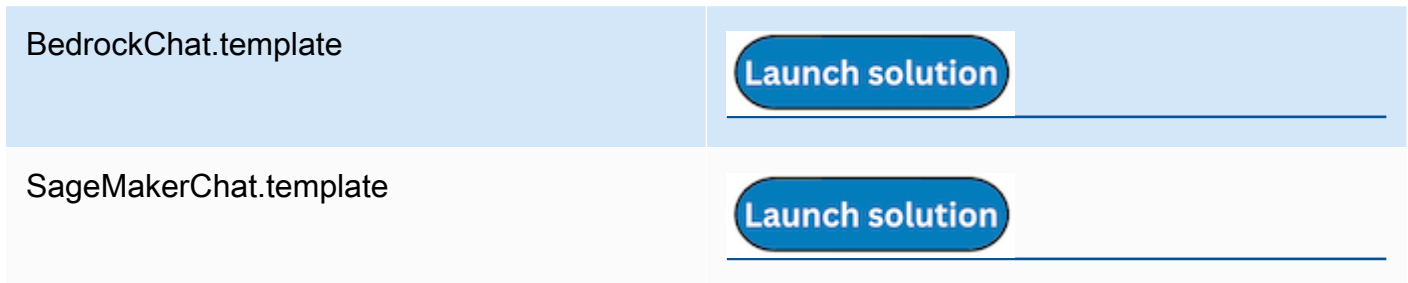 BedrockChat.template
Launch solution
SageMakerChat.template
Launch solution